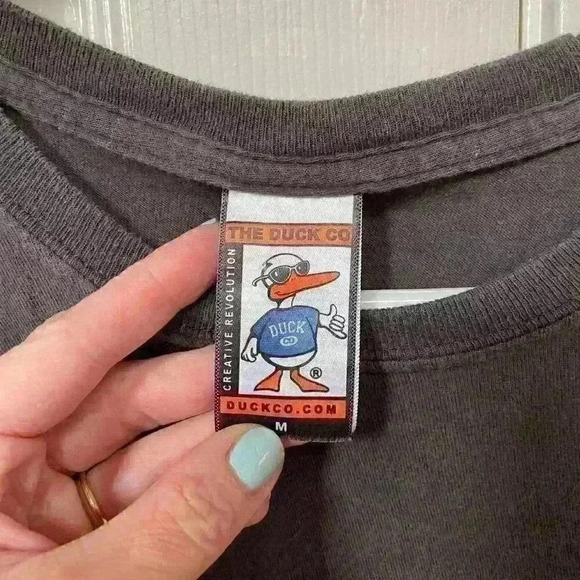 THE DUCK CO
CREATIVE REVOLUTION
DUCK
CO
®
DUCKCO.COM
M